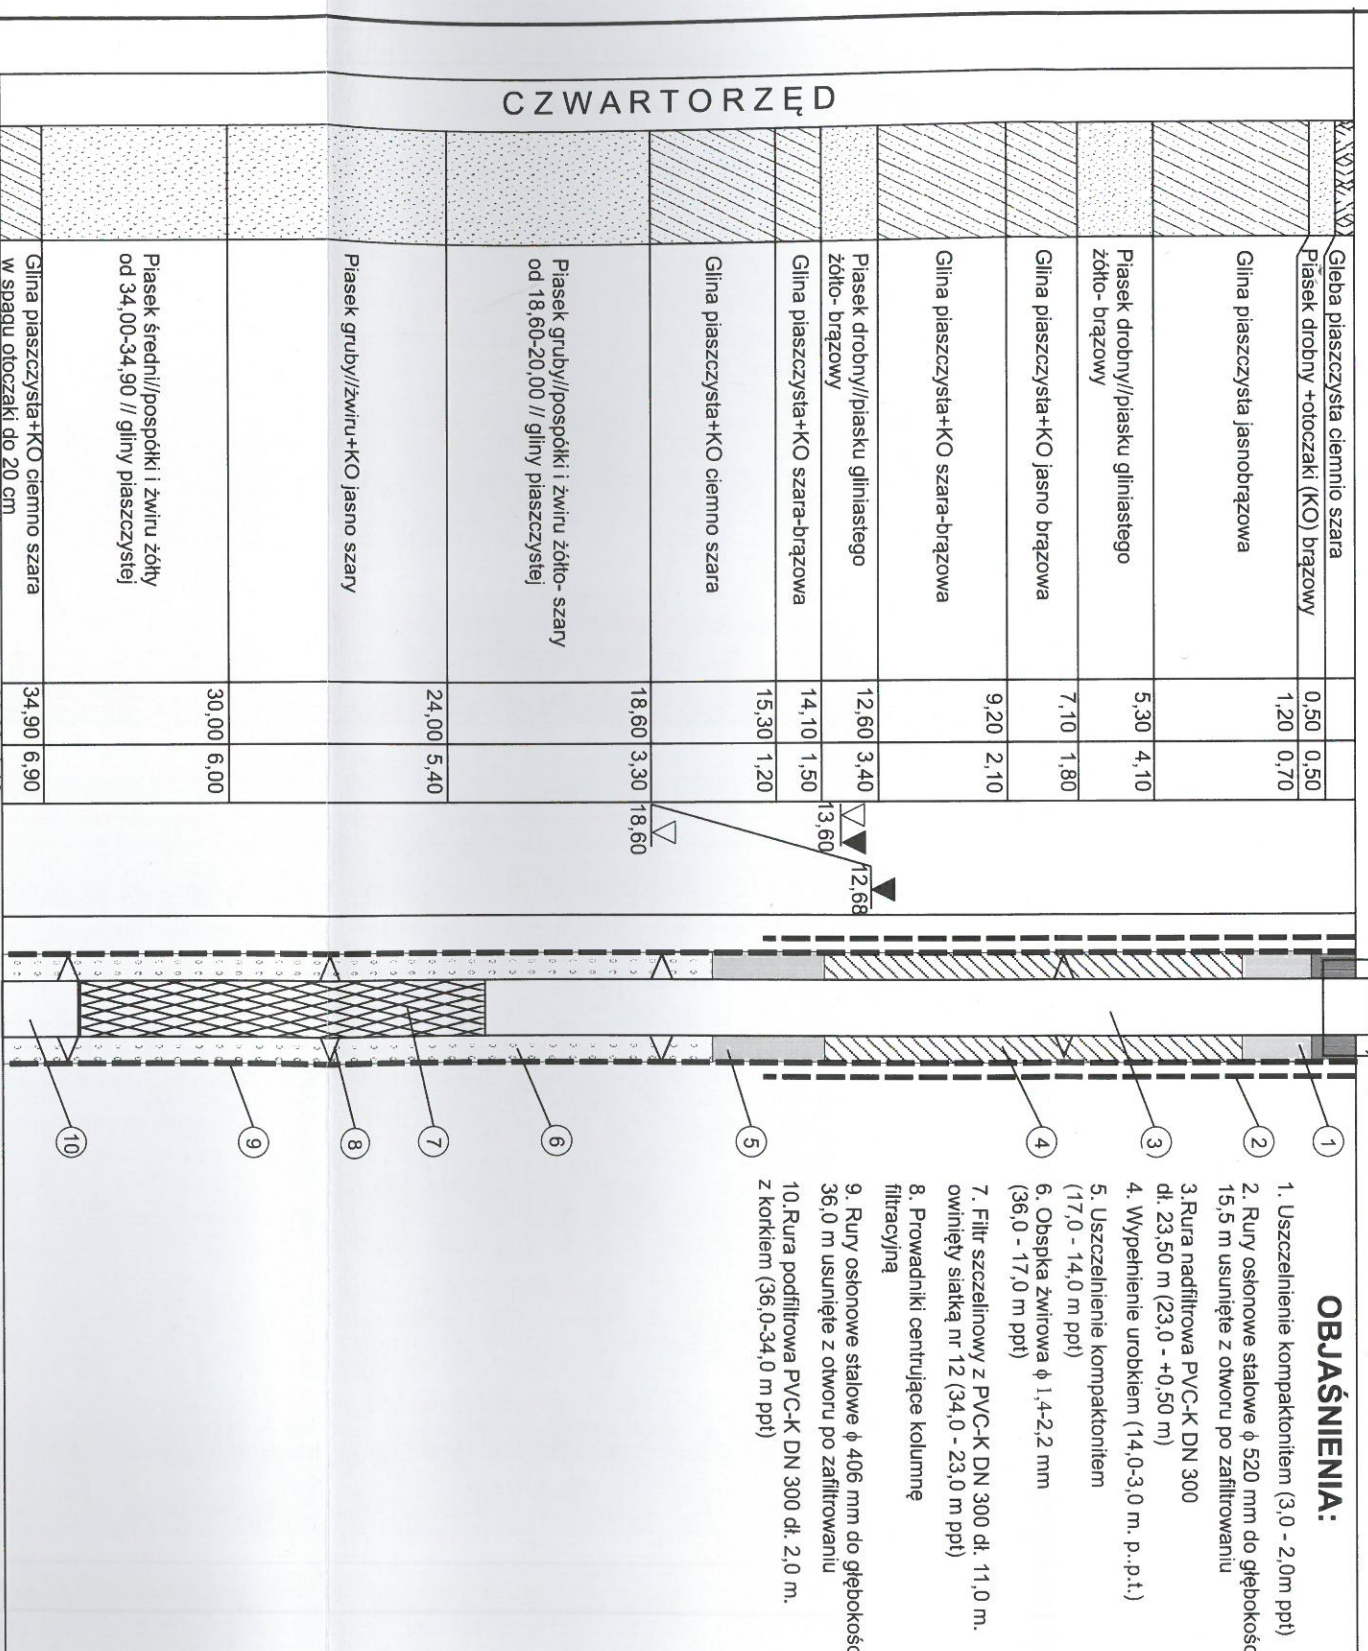 CZWARTORZĘD
Gleba piaszczysta ciemnio szara
Piasek drobny +otoczaki (KO) brązowy
Glina piaszczysta jasnobrązowa
Piasek drobny//piasku gliniastego
żółto- brązowy
Glina piaszczysta+KO jasno brązowa
Glina piaszczysta+KO szara-brązowa
Piasek drobny//piasku gliniastego
żółto- brązowy
Glina piaszczysta+KO szara-brązowa
Glina piaszczysta+KO ciemno szara
Piasek gruby//pospółki i żwiru żółto- szary
od 18,60-20,00 // gliny piaszczystej
Piasek gruby//żwiru+KO jasno szary
Piasek średni//pospółki i żwiru żółty
od 34,00-34,90 // gliny piaszczystej
Glina piaszczysta+KO ciemno szara
w spągu otoczaki do 20 cm
0,50 0,50
1,20 0,70
5,30 4,10
7,10 1,80
9,20 2,10
12,60 3,40
14,10 1,50
15,30 1,20
18,60 3,30
24,00 5,40
30,00 6,00
34,90 6,90
13,60
12,68
18,60
1
2
3
4
5
6
7
8
9
10
OBJAŚNIENIA:
1. Uszczelnienie kompaktonitem (3,0 - 2,0m ppt)
2. Rury osłonowe stalowe ϕ 520 mm do głębokośc
15,5 m usunięte z otworu po zafiltrowaniu
3.Rura nadfiltrowa PVC-K DN 300
dł. 23,50 m (23,0 - +0,50 m)
4. Wypełnienie urobkiem (14,0-3,0 m. p..p.t.)
5. Uszczelnienie kompaktonitem
(17,0 - 14,0 m ppt)
6. Obspka żwirowa ϕ 1,4-2,2 mm
(36,0 - 17,0 m ppt)
7. Filtr szczelinowy z PVC-K DN 300 dł. 11,0 m.
owinięty siatką nr 12 (34,0 - 23,0 m ppt)
8. Prowadniki centrujące kolumnę
filtracyjną
9. Rury osłonowe stalowe ϕ 406 mm do głębokośc
36,0 m usunięte z otworu po zafiltrowaniu
10.Rura podfiltrowa PVC-K DN 300 dł. 2,0 m.
z korkiem (36,0-34,0 m ppt)